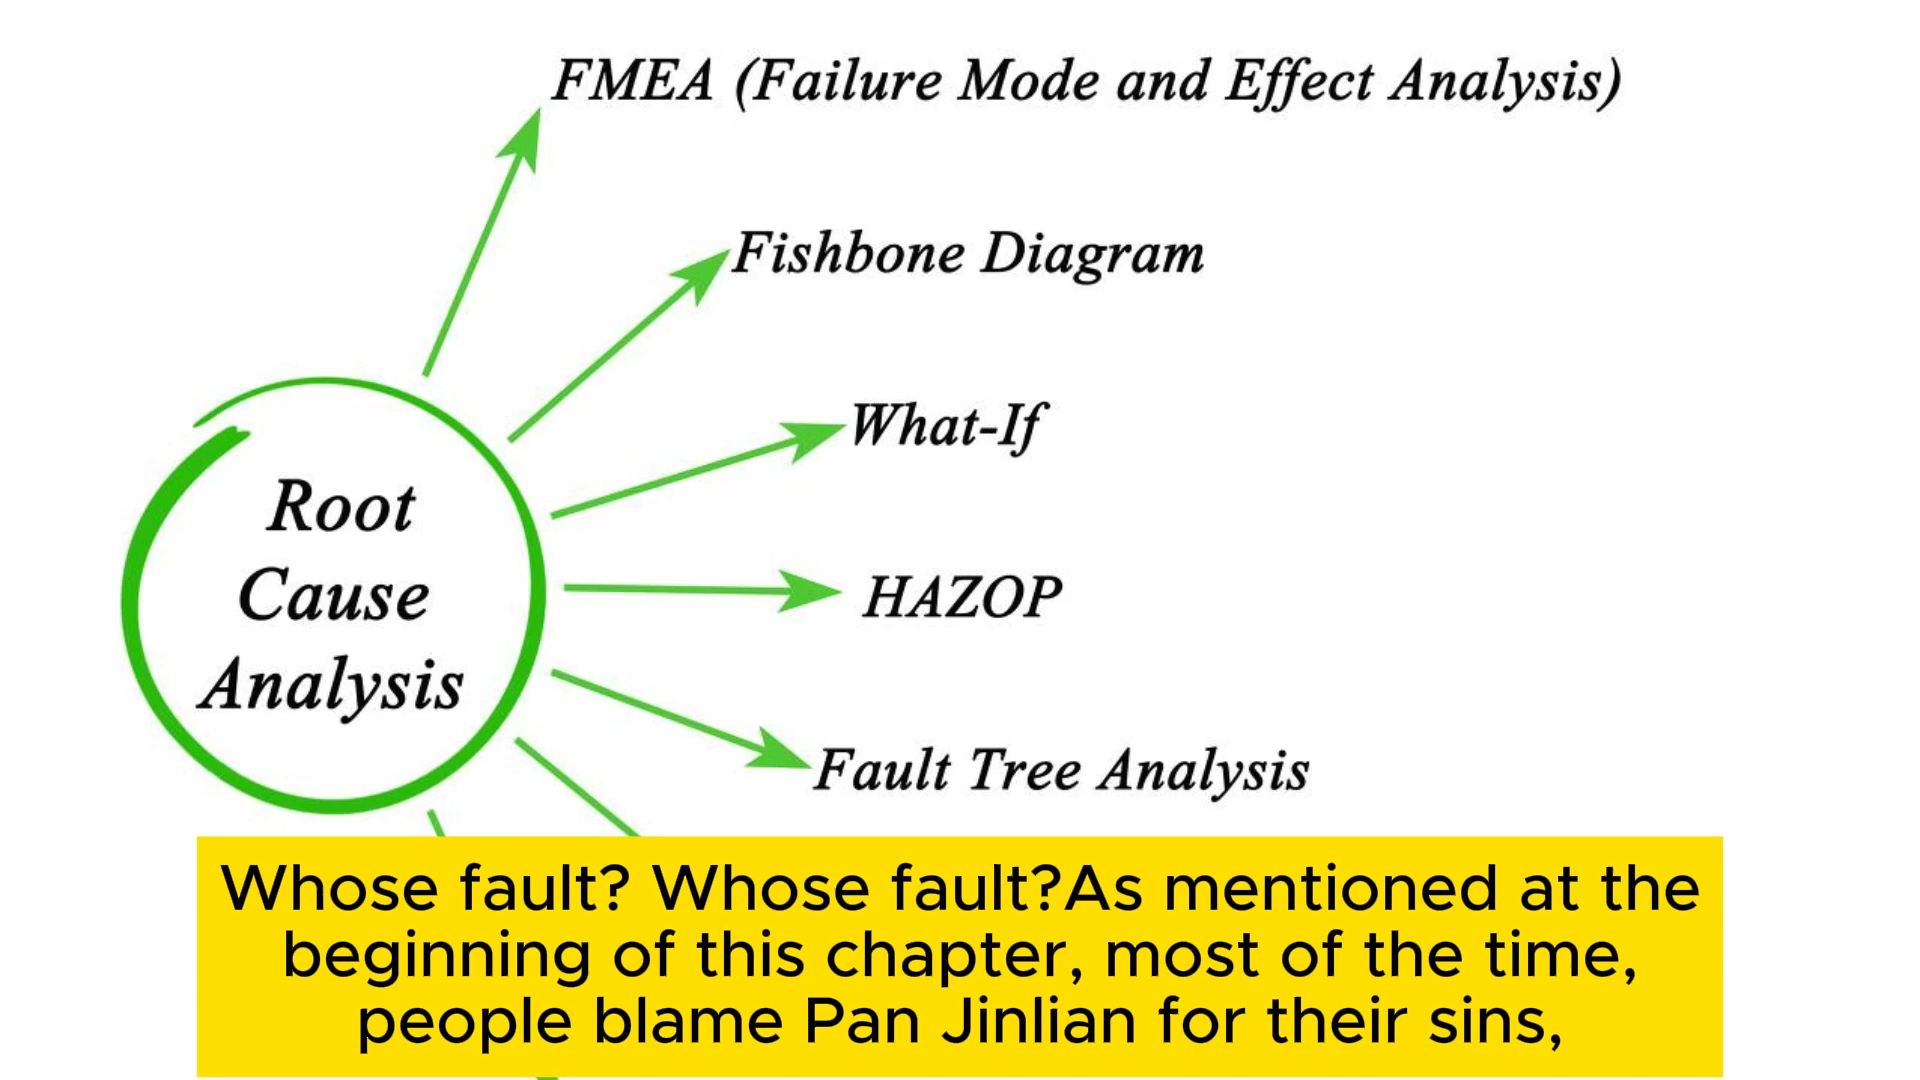 FMEA (Failure Mode and Effect Analysis)
Fishbone Diagram
What-If
Root
Cause
Analysis
HAZOP
Fault Tree Analysis
Whose fault? Whose fault?As mentioned at the
beginning of this chapter, most of the time,
people blame Pan Jinlian for their sins,